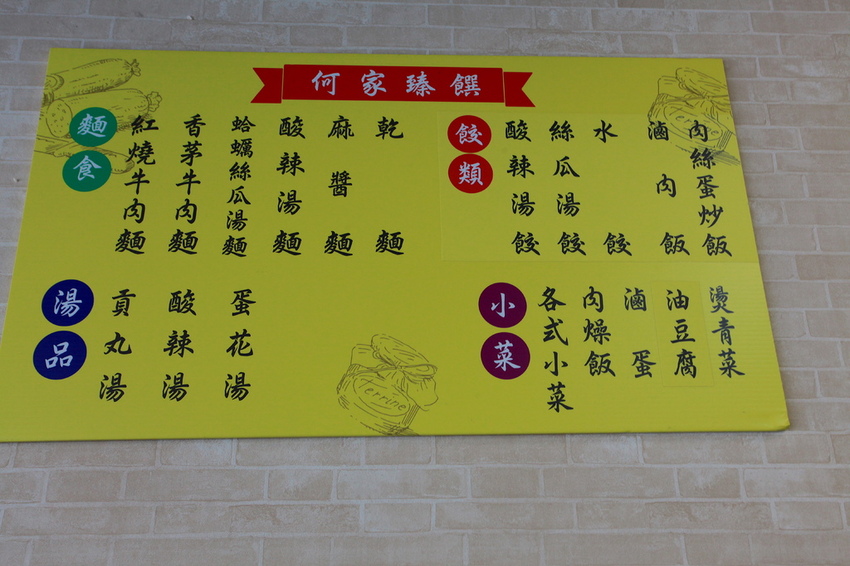 何家臻饌
麵食
紅燒牛肉麵
香茅牛肉麵
蛤蠣絲瓜湯麵
酸辣湯麵
麻醬麵
乾麵
餃類
酸辣湯餃
絲瓜湯餃
水餃
滷肉飯
肉絲蛋炒飯
湯品
貢丸湯
酸辣湯
蛋花湯
小菜
各式小菜
肉燥飯
滷蛋
油豆腐
燙青菜
Terrine